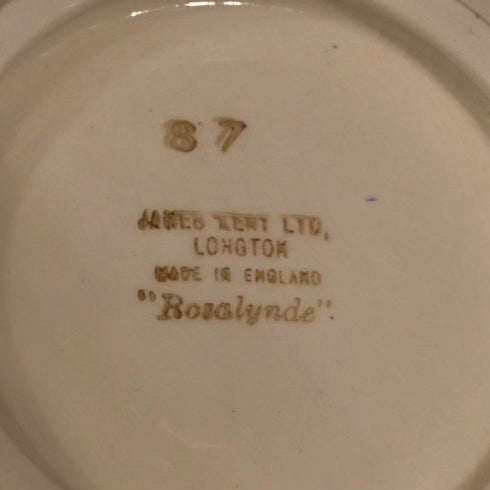 87
JAMES KENT LTD.
LONGTON
MADE IN ENGLAND
"Rosalynde"